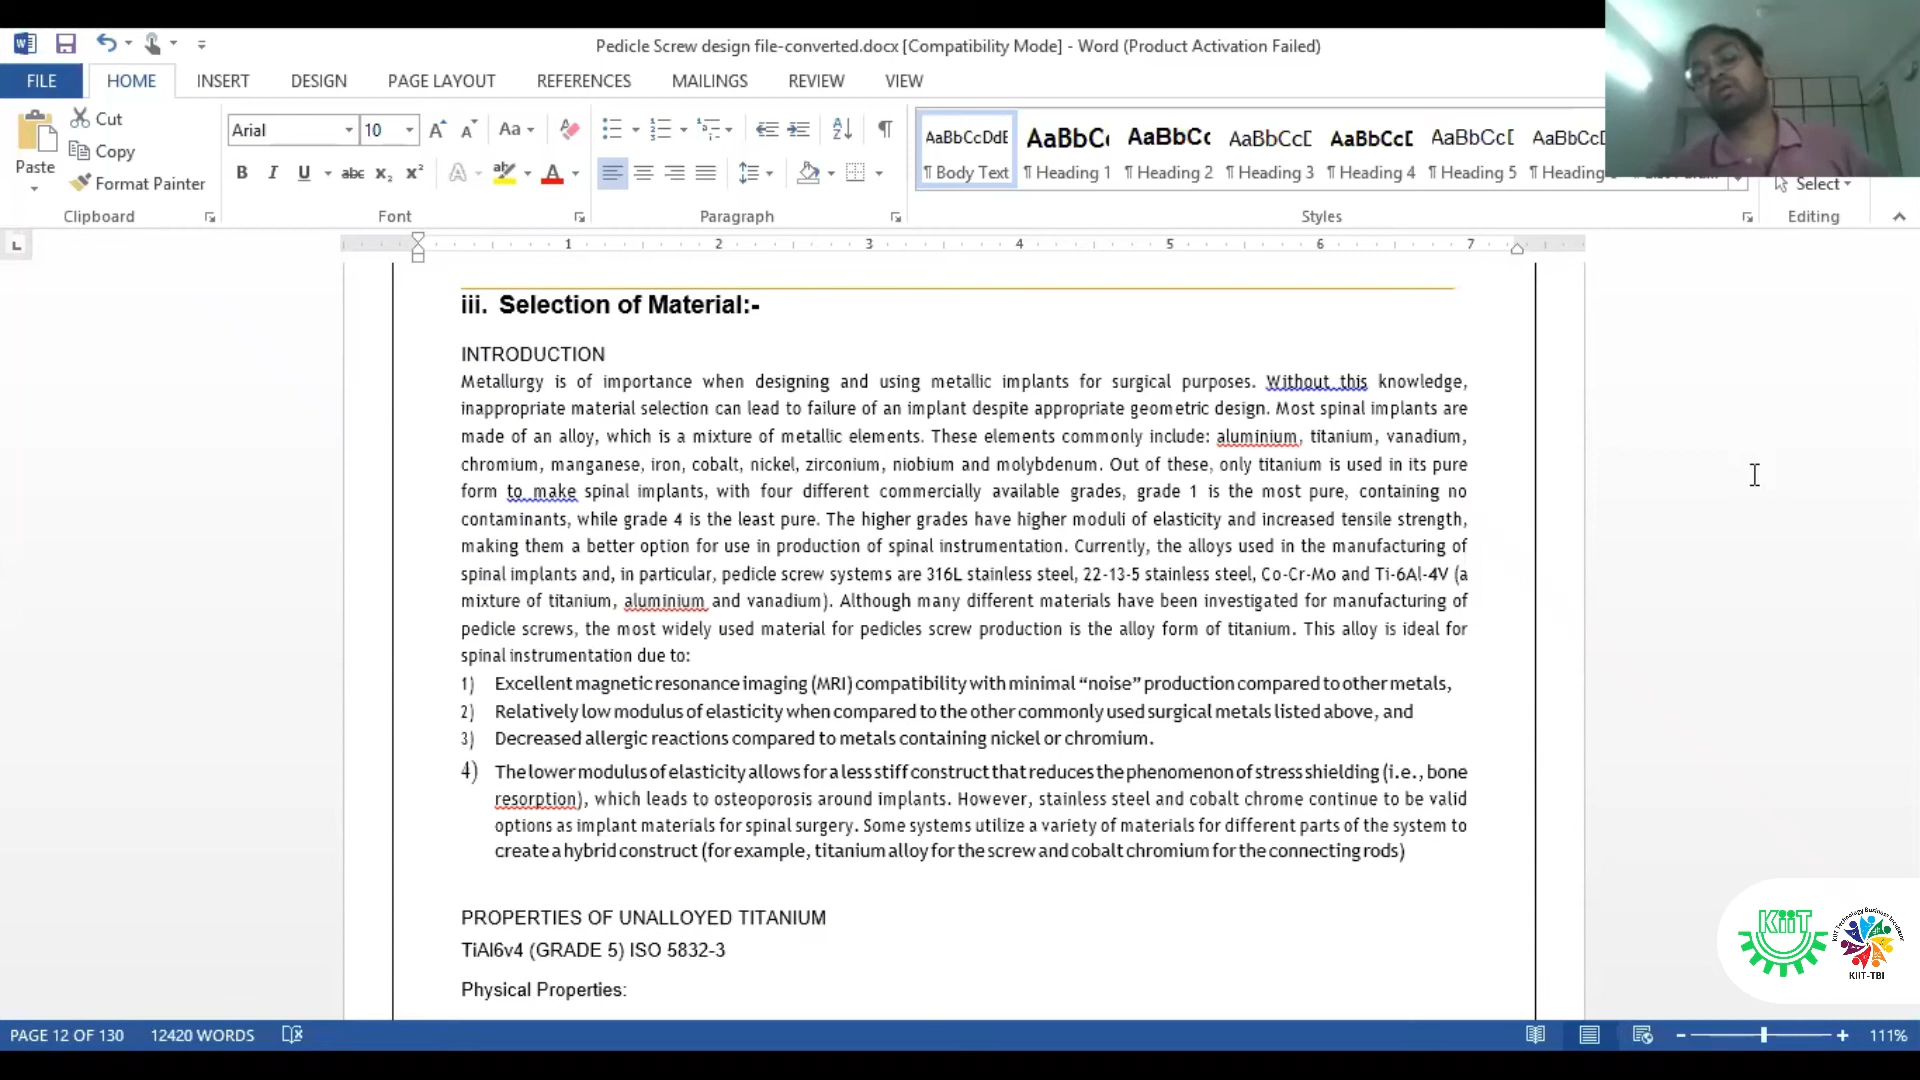 Pedicle Screw design file-converted.docx [Compatibility Mode] - Word (Product Activation Failed)
FILE HOME INSERT DESIGN PAGE LAYOUT REFERENCES MAILINGS REVIEW VIEW
Paste
Cut
Copy
Format Painter
Clipboard
Arial 10
Font
Paragraph
AaBbCcDdE AaBbC AaBbCc AaBbCcD AaBbCcD AaBbCcD AaBbCcD
¶ Body Text ¶ Heading 1 ¶ Heading 2 ¶ Heading 3 ¶ Heading 4 ¶ Heading 5 ¶ Heading
Styles
Select
Editing
1 2 3 4 5 6 7
iii. Selection of Material:-
INTRODUCTION
Metallurgy is of importance when designing and using metallic implants for surgical purposes. Without this knowledge,
inappropriate material selection can lead to failure of an implant despite appropriate geometric design. Most spinal implants are
made of an alloy, which is a mixture of metallic elements. These elements commonly include: aluminium, titanium, vanadium,
chromium, manganese, iron, cobalt, nickel, zirconium, niobium and molybdenum. Out of these, only titanium is used in its pure
form to make spinal implants, with four different commercially available grades, grade 1 is the most pure, containing no
contaminants, while grade 4 is the least pure. The higher grades have higher moduli of elasticity and increased tensile strength,
making them a better option for use in production of spinal instrumentation. Currently, the alloys used in the manufacturing of
spinal implants and, in particular, pedicle screw systems are 316L stainless steel, 22-13-5 stainless steel, Co-Cr-Mo and Ti-6Al-4V (a
mixture of titanium, aluminium and vanadium). Although many different materials have been investigated for manufacturing of
pedicle screws, the most widely used material for pedicles screw production is the alloy form of titanium. This alloy is ideal for
spinal instrumentation due to:
1) Excellent magnetic resonance imaging (MRI) compatibility with minimal “noise” production compared to other metals,
2) Relatively low modulus of elasticity when compared to the other commonly used surgical metals listed above, and
3) Decreased allergic reactions compared to metals containing nickel or chromium.
4) The lower modulus of elasticity allows for a less stiff construct that reduces the phenomenon of stress shielding (i.e., bone
resorption), which leads to osteoporosis around implants. However, stainless steel and cobalt chrome continue to be valid
options as implant materials for spinal surgery. Some systems utilize a variety of materials for different parts of the system to
create a hybrid construct (for example, titanium alloy for the screw and cobalt chromium for the connecting rods)
PROPERTIES OF UNALLOYED TITANIUM
TiAl6v4 (GRADE 5) ISO 5832-3
Physical Properties:
KiiT
KIIT Technology Business Incubator
KIIT-TBI
PAGE 12 OF 130 12420 WORDS 111%